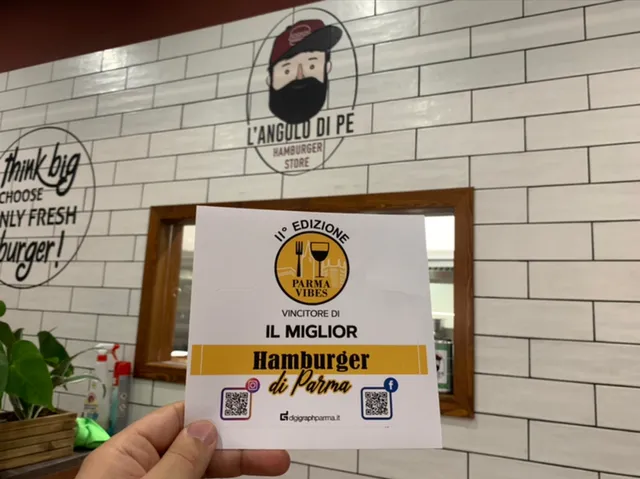 L'ANGOLO DI PE
HAMBURGER
STORE
think big
CHOOSE
NLY FRESH
burger!
II° EDIZIONE
PARMA
VIBES
VINCITORE DI
IL MIGLIOR
Hamburger
di Parma
digigraphparma.it